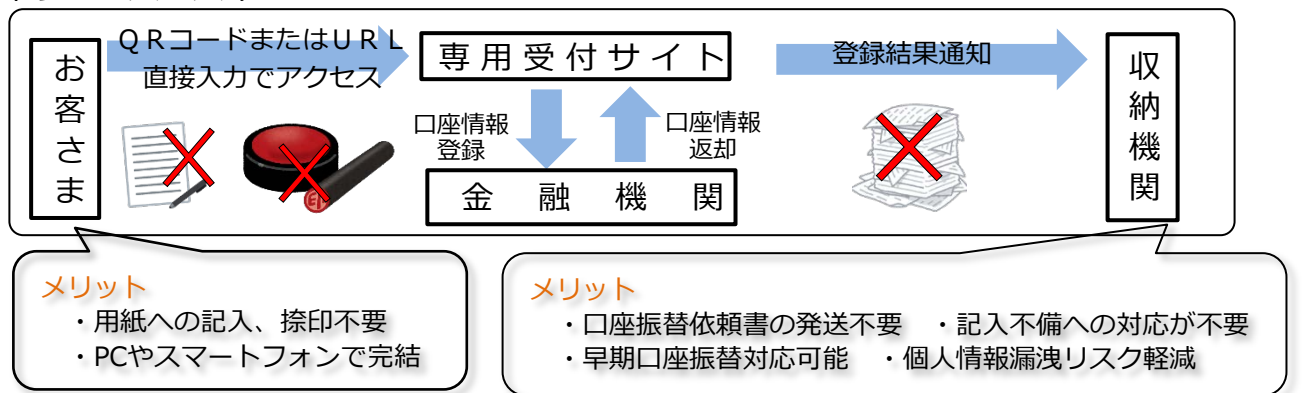 お客さま
QRコードまたはURL
直接入力でアクセス
専用受付サイト
登録結果通知
収納機関
口座情報
登録
口座情報
返却
金融機関
メリット
・用紙への記入、捺印不要
・PCやスマートフォンで完結
メリット
・口座振替依頼書の発送不要 ・記入不備への対応が不要
・早期口座振替対応可能 ・個人情報漏洩リスク軽減